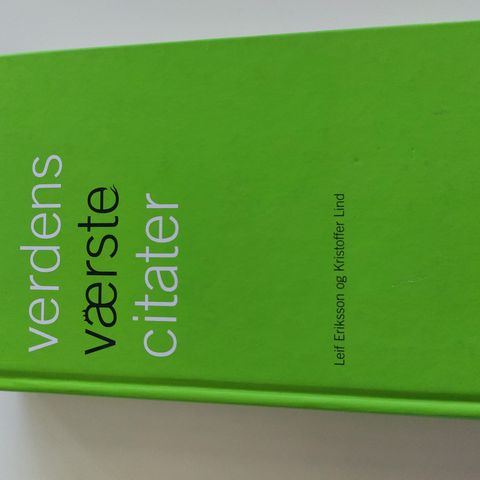 verdens
værste
citater
Leif Eriksson og Kristoffer Lind